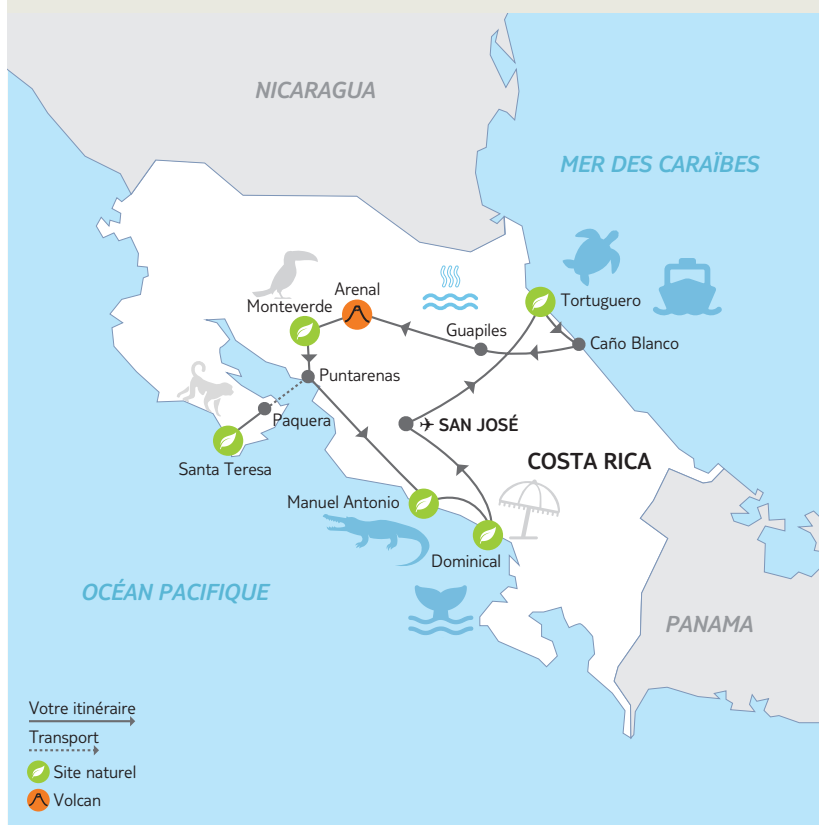 NICARAGUA
MER DES CARAÏBES
Arenal
Monteverde
Tortuguero
Guapiles
Caño Blanco
Puntarenas
Paquera
SAN JOSÉ
COSTA RICA
Santa Teresa
Manuel Antonio
Dominical
OCÉAN PACIFIQUE
PANAMA
Votre itinéraire
Transport
Site naturel
Volcan